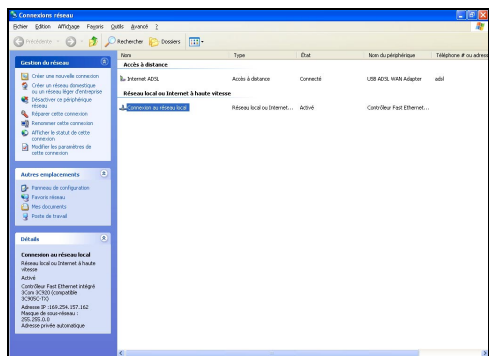 Connexions réseau
Fichier Edition Affichage Favoris Outils Avancé ?
Précédente Rechercher Dossiers
Nom Type État Nom du périphérique Téléphone # ou adress
Gestion du réseau
Créer une nouvelle connexion
Créer un réseau domestique
ou un réseau léger d'entreprise
Désactiver ce périphérique
réseau
Réparer cette connexion
Renommer cette connexion
Afficher le statut de cette
connexion
Modifier les paramètres de
cette connexion
Accès à distance
Internet ADSL Accès à distance Connecté USB ADSL WAN Adapter adsl
Réseau local ou Internet à haute vitesse
Connexion au réseau local Réseau local ou Internet... Activé Contrôleur Fast Ethernet...
Autres emplacements
Panneau de configuration
Favoris réseau
Mes documents
Poste de travail
Détails
Connexion au réseau local
Réseau local ou Internet à haute
vitesse
Activé
Contrôleur Fast Ethernet intégré
3Com 3C920 (compatible
3C905C-TX)
Adresse IP :169.254.157.162
Masque de sous-réseau :
255.255.0.0
Adresse privée automatique